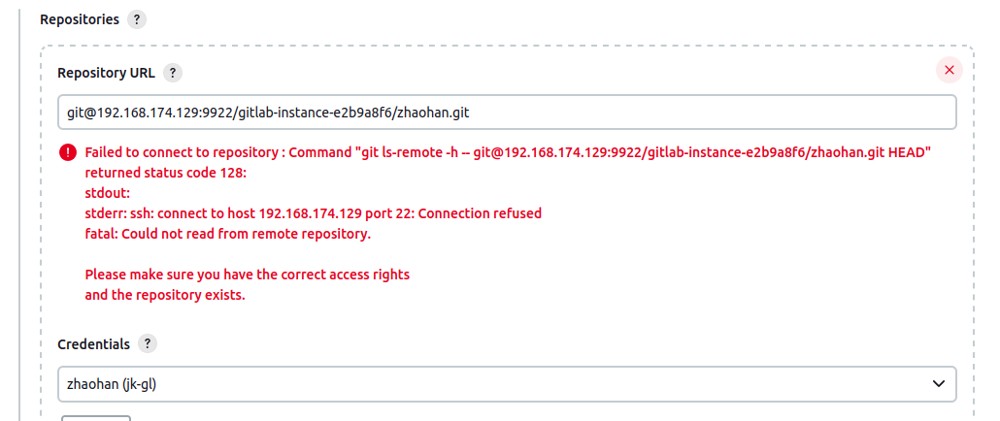 Repositories ?
Repository URL ?
git@192.168.174.129:9922/gitlab-instance-e2b9a8f6/zhaohan.git
Failed to connect to repository : Command "git ls-remote -h -- git@192.168.174.129:9922/gitlab-instance-e2b9a8f6/zhaohan.git HEAD"
returned status code 128:
stdout:
stderr: ssh: connect to host 192.168.174.129 port 22: Connection refused
fatal: Could not read from remote repository.
Please make sure you have the correct access rights
and the repository exists.
Credentials ?
zhaohan (jk-gl)